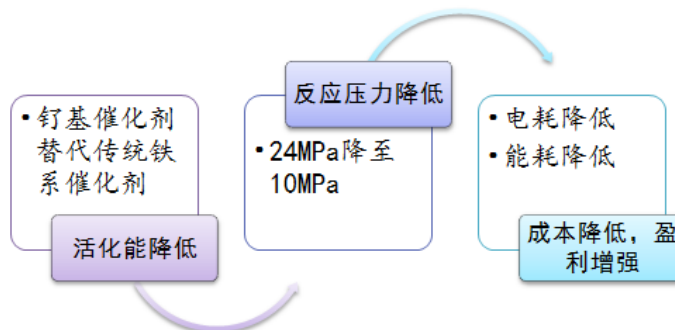 • 钌基催化剂
替代传统铁
系催化剂
活化能降低
反应压力降低
• 24MPa降至
10MPa
• 电耗降低
• 能耗降低
成本降低，盈
利增强